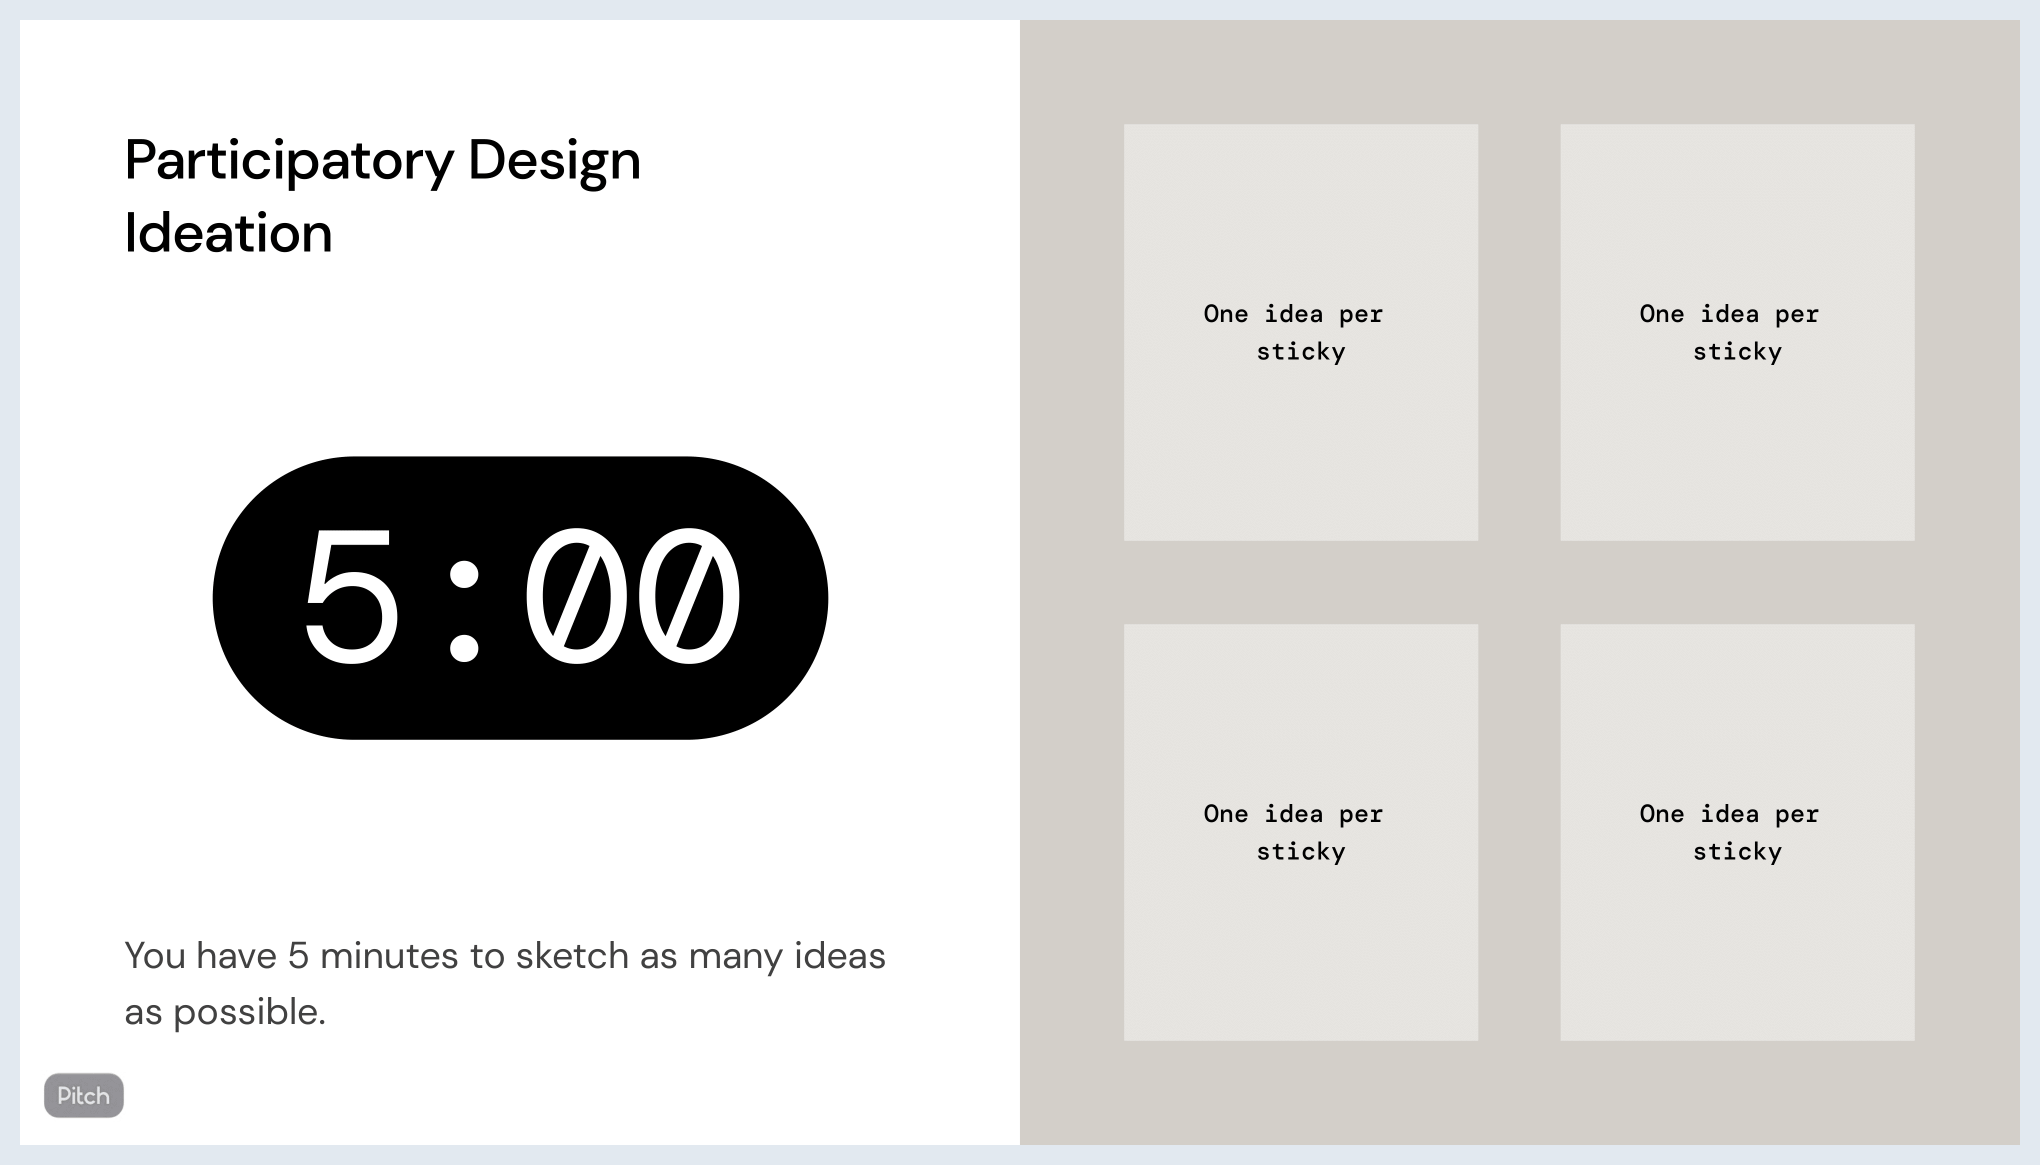 Participatory Design
Ideation
5:00
You have 5 minutes to sketch as many ideas
as possible.
Pitch
One idea per
sticky
One idea per
sticky
One idea per
sticky
One idea per
sticky